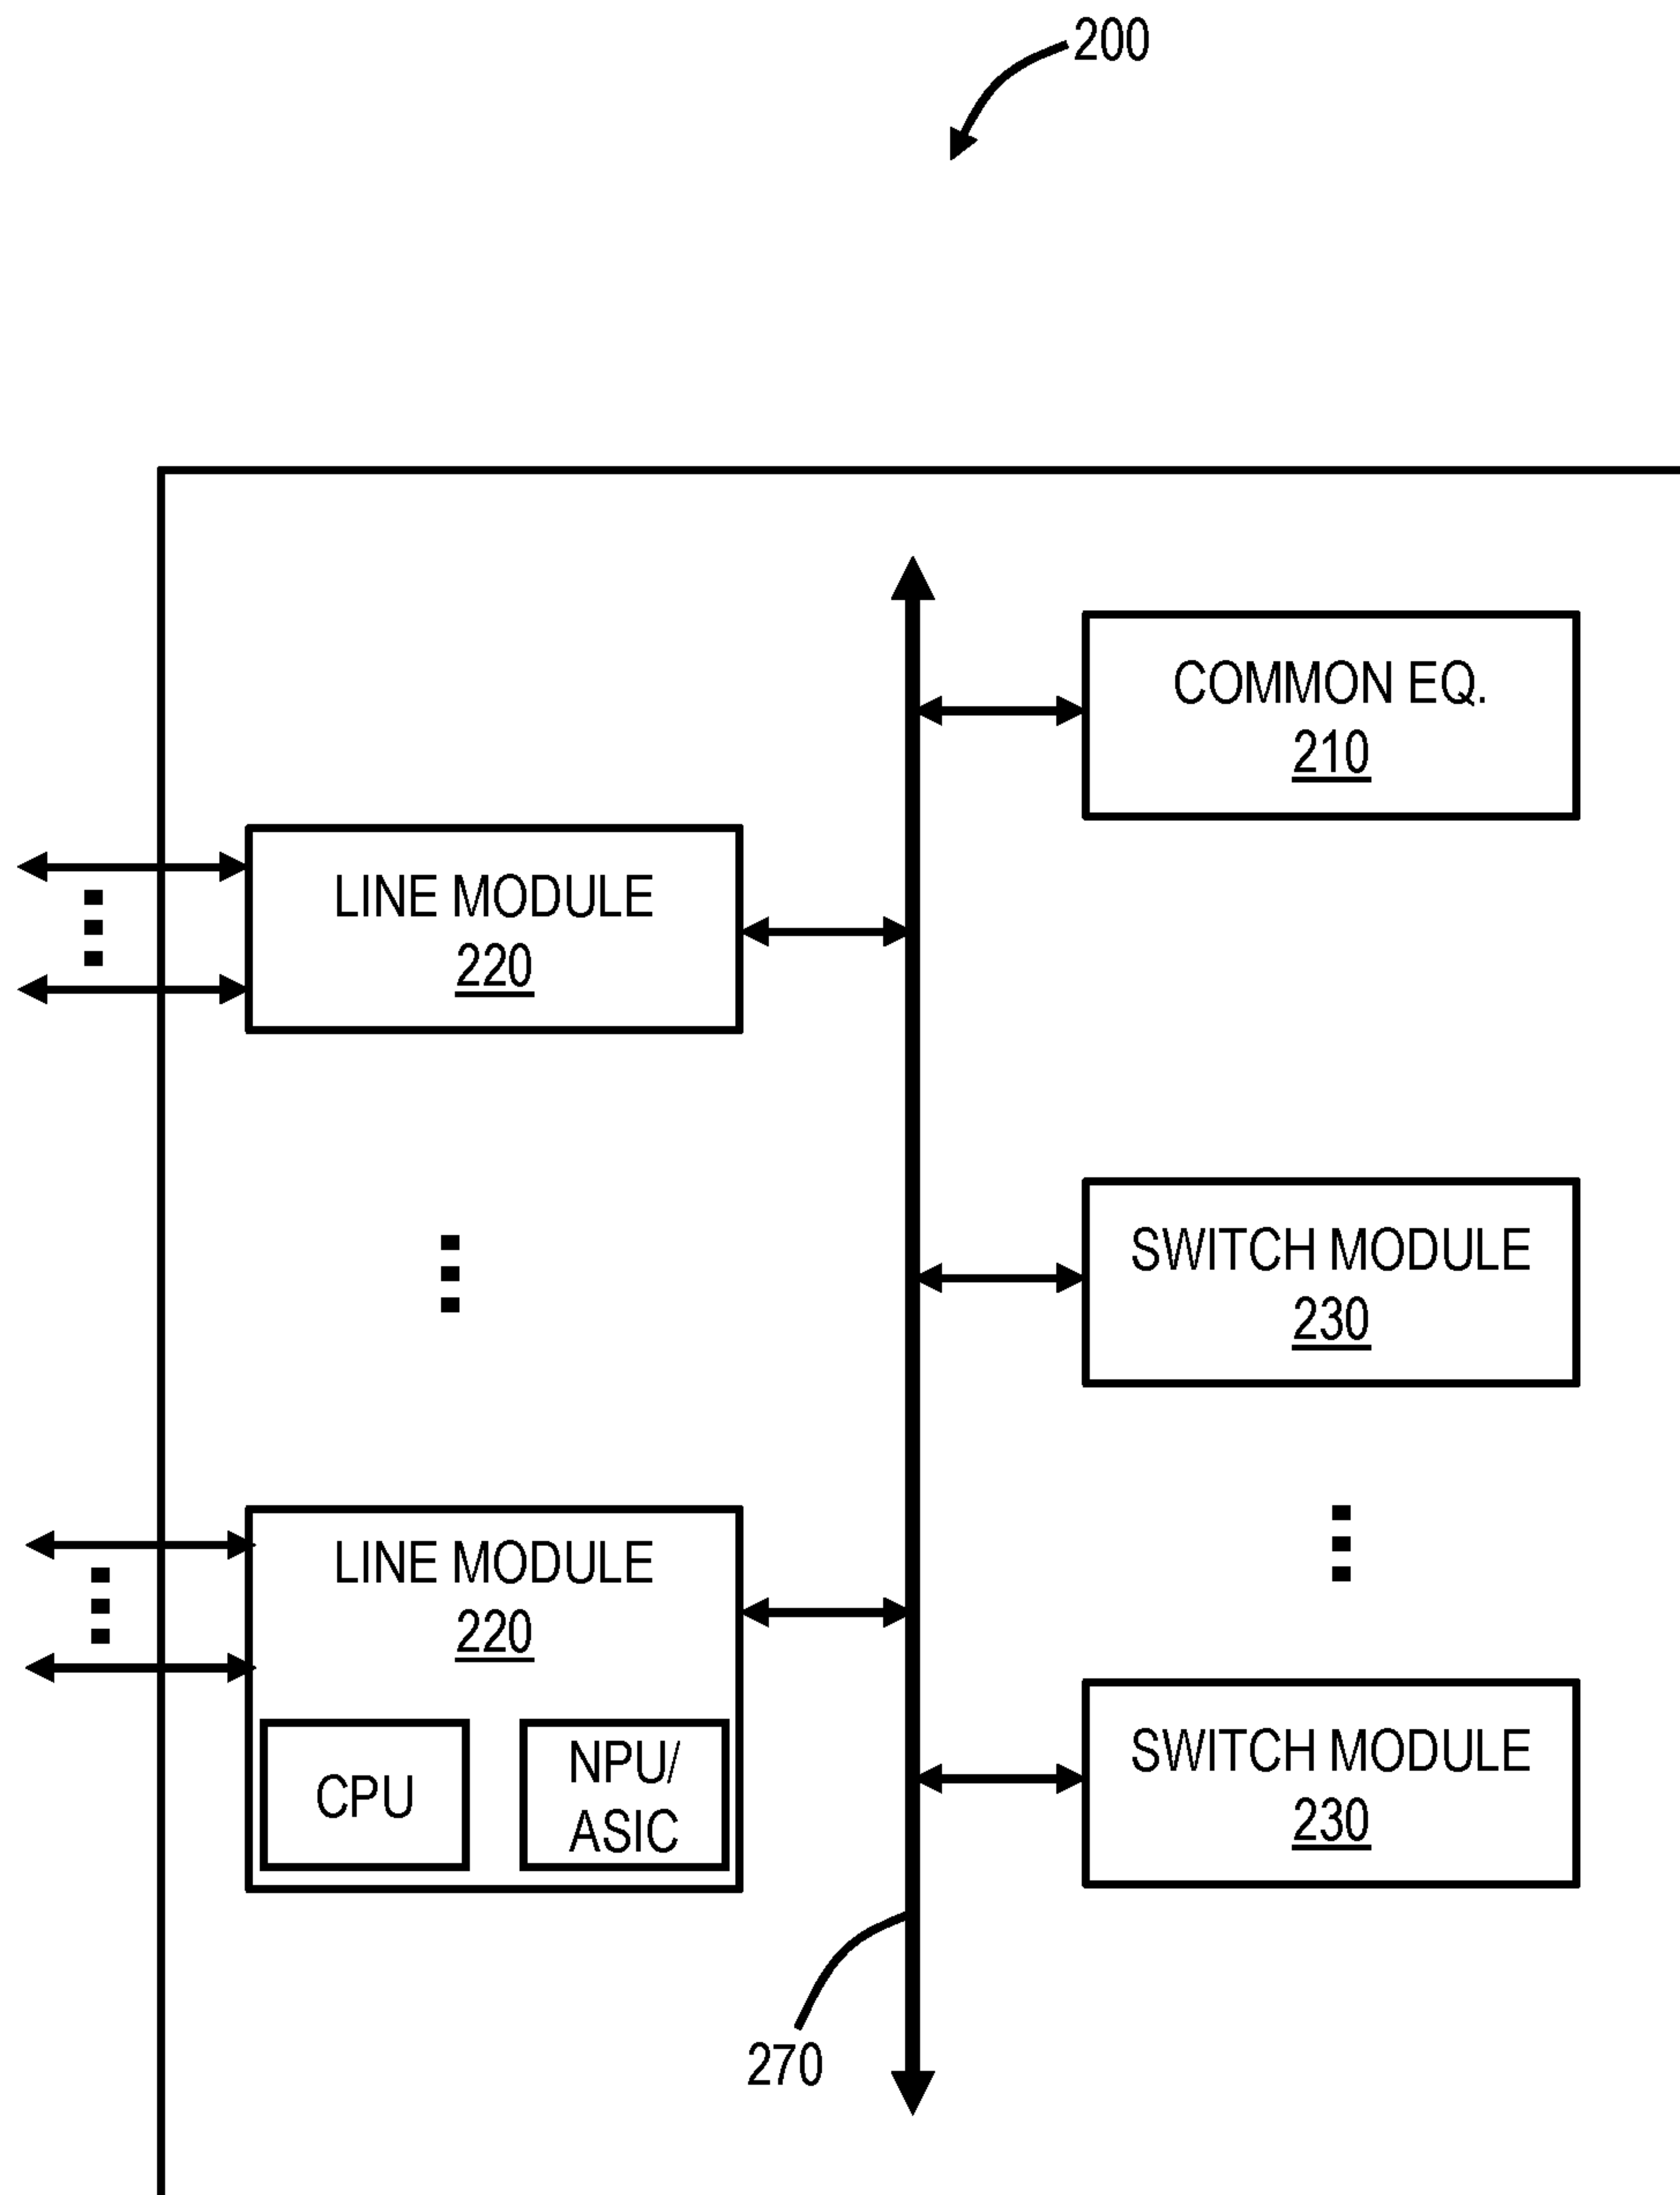 200
COMMON EQ.
210
LINE MODULE
220
SWITCH MODULE
230
LINE MODULE
220
CPU
NPU/
ASIC
SWITCH MODULE
230
270